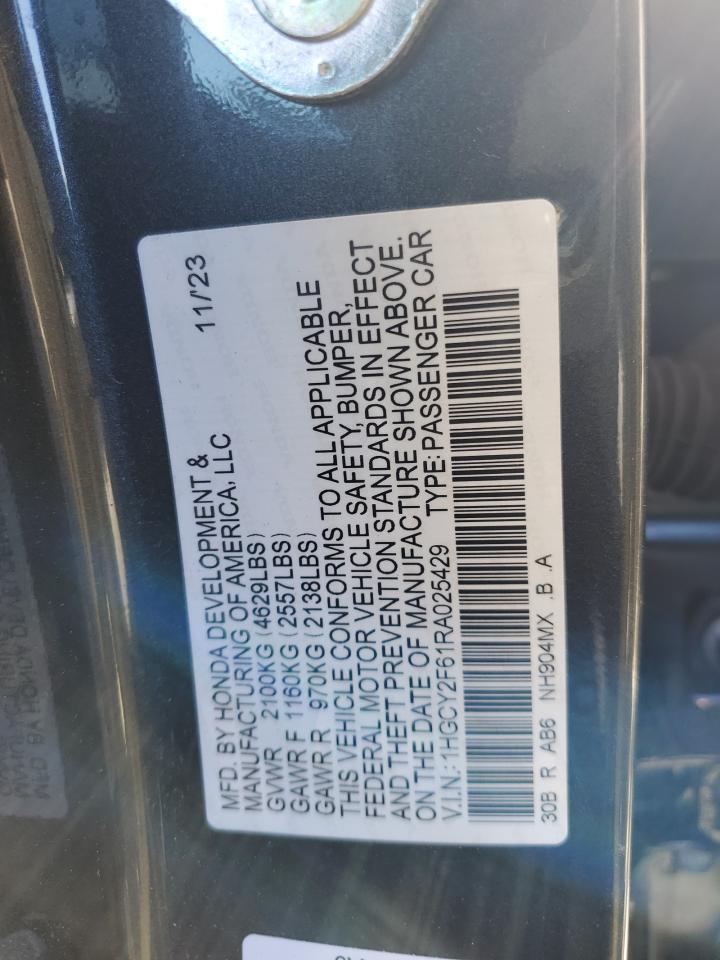 MFD. BY HONDA DEVELOPMENT & 11/'23
MANUFACTURING OF AMERICA, LLC
GVWR 2100KG (4629LBS)
GAWR F 1160KG (2557LBS)
GAWR R 970KG (2138LBS)
THIS VEHICLE CONFORMS TO ALL APPLICABLE
FEDERAL MOTOR VEHICLE SAFETY, BUMPER,
AND THEFT PREVENTION STANDARDS IN EFFECT
ON THE DATE OF MANUFACTURE SHOWN ABOVE.
V.I.N.: 1HGCY2F61RA025429 TYPE: PASSENGER CAR
30B R AB6 NH904MX .B .A